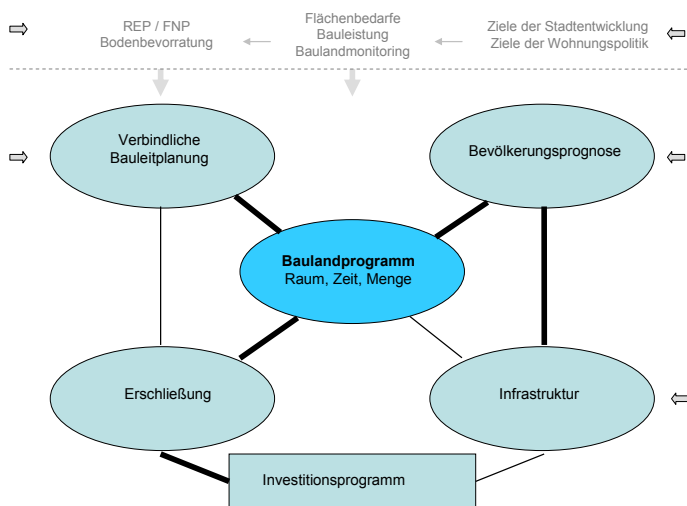 REP / FNP
Bodenbevorratung
Flächenbedarfe
Bauleistung
Baulandmonitoring
Ziele der Stadtentwicklung
Ziele der Wohnungspolitik
Verbindliche
Bauleitplanung
Bevölkerungsprognose
Baulandprogramm
Raum, Zeit, Menge
Erschließung
Infrastruktur
Investitionsprogramm